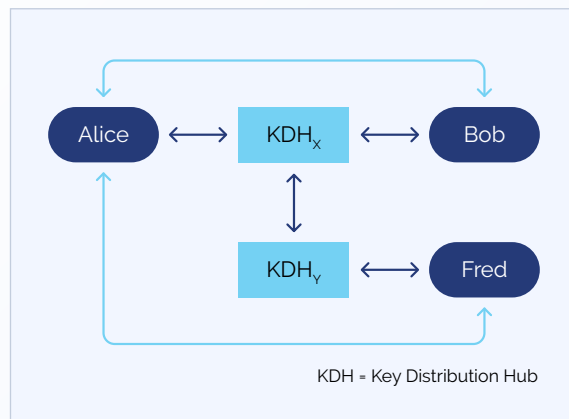 Alice
KDHX
Bob
KDHY
Fred
KDH = Key Distribution Hub